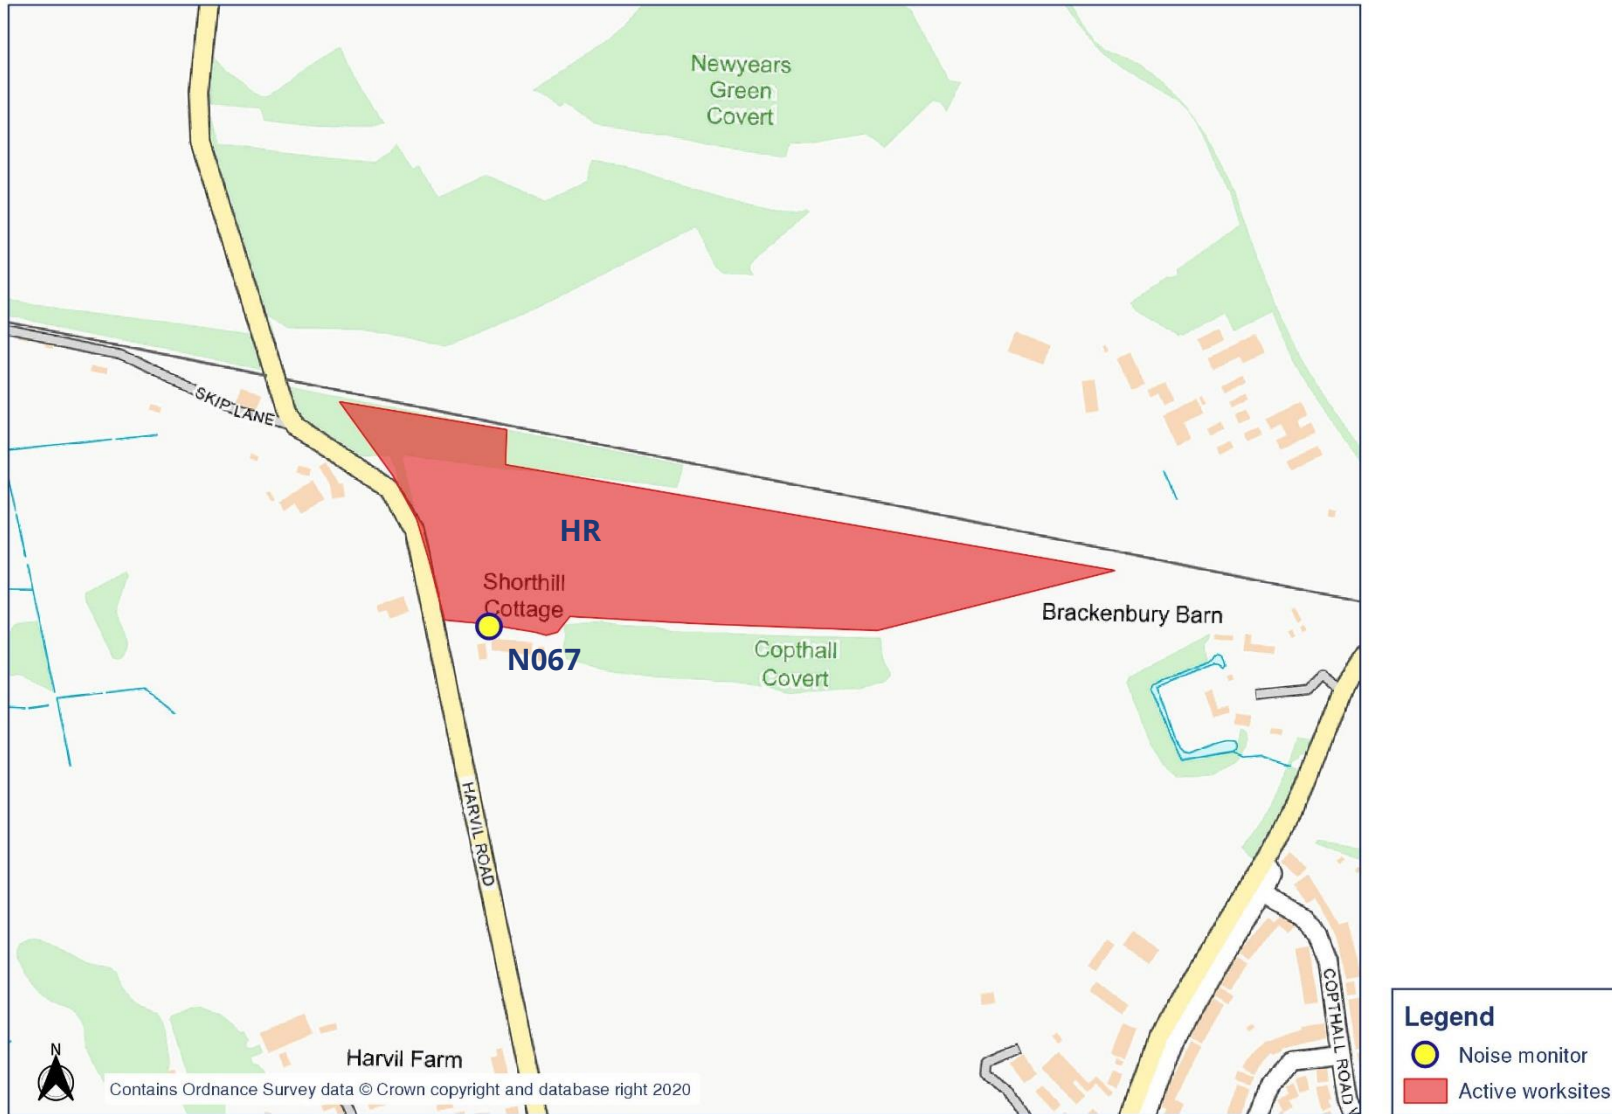 Newyears
Green
Covert
SKIP LANE
HR
Shorthill
Cottage
N067
Brackenbury Barn
Copthall
Covert
HARVIL ROAD
COPTHALL ROAD
Harvil Farm
N
Contains Ordnance Survey data © Crown copyright and database right 2020
Legend
Noise monitor
Active worksites